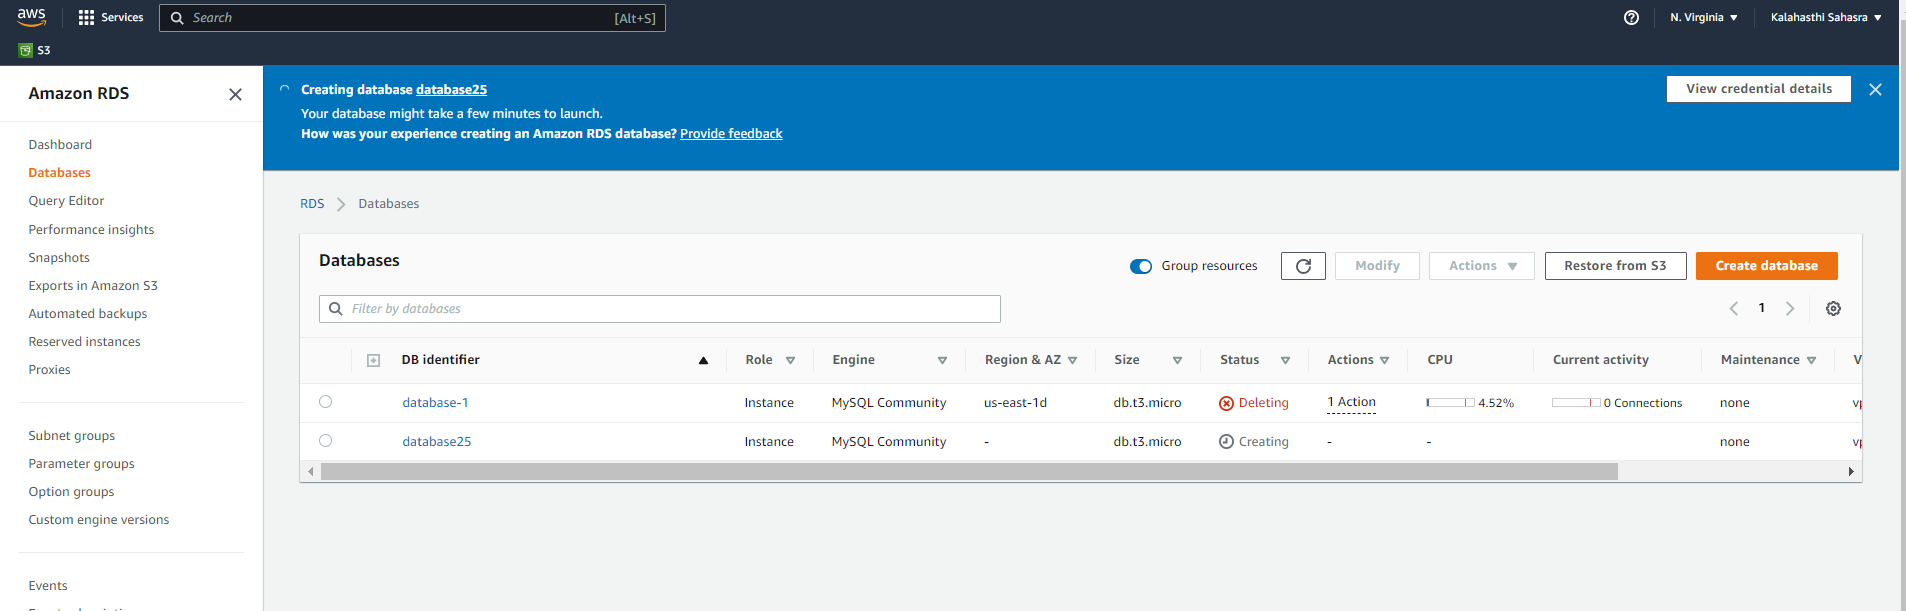 aws
Services
Search
[Alt+S]
N. Virginia
Kalahasthi Sahasra
S3
Amazon RDS
Dashboard
Databases
Query Editor
Performance insights
Snapshots
Exports in Amazon S3
Automated backups
Reserved instances
Proxies
Subnet groups
Parameter groups
Option groups
Custom engine versions
Events
Creating database database25
Your database might take a few minutes to launch.
How was your experience creating an Amazon RDS database? Provide feedback
View credential details
RDS > Databases
Databases
Group resources
Modify
Actions
Restore from S3
Create database
Filter by databases
1
DB identifier Role Engine Region & AZ Size Status Actions CPU Current activity Maintenance V
database-1 Instance MySQL Community us-east-1d db.t3.micro Deleting 1 Action 4.52% 0 Connections none
database25 Instance MySQL Community - db.t3.micro Creating - - none